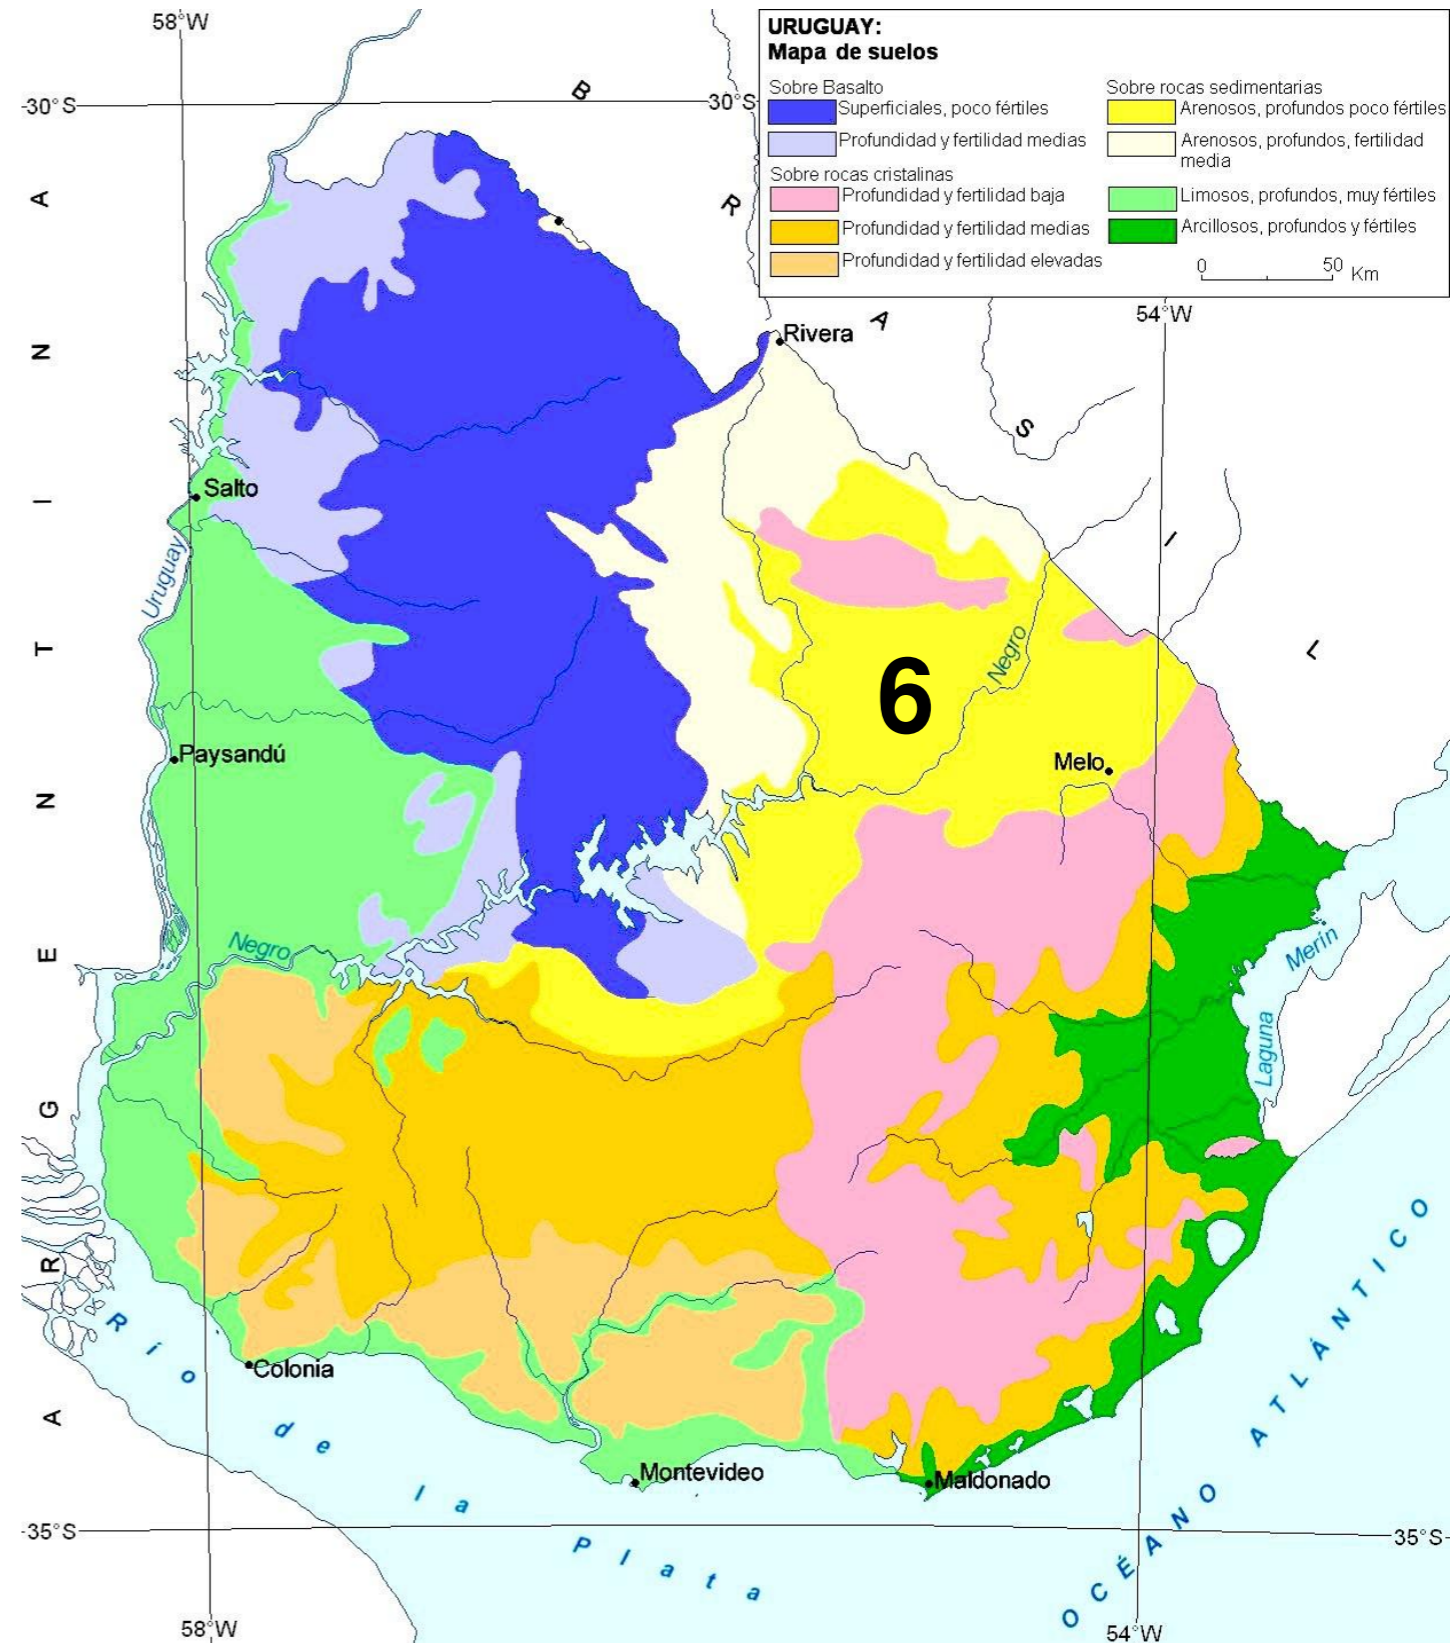 58°W
URUGUAY:
Mapa de suelos
Sobre Basalto
Superficiales, poco fértiles
Profundidad y fertilidad medias
Sobre rocas cristalinas
Profundidad y fertilidad baja
Profundidad y fertilidad medias
Profundidad y fertilidad elevadas
Sobre rocas sedimentarias
Arenosos, profundos poco fértiles
Arenosos, profundos, fertilidad
media
Limosos, profundos, muy fértiles
Arcillosos, profundos y fértiles
0 50 Km
-30°S
30°S
BRASIL
54°W
Rivera
Salto
Uruguay
ARGENTINA
Negro
6
Paysandú
Melo
Negro
Laguna Merín
Colonia
Montevideo
Maldonado
Río de la Plata
OCÉANO ATLÁNTICO
-35°S
35°S
58°W
54°W